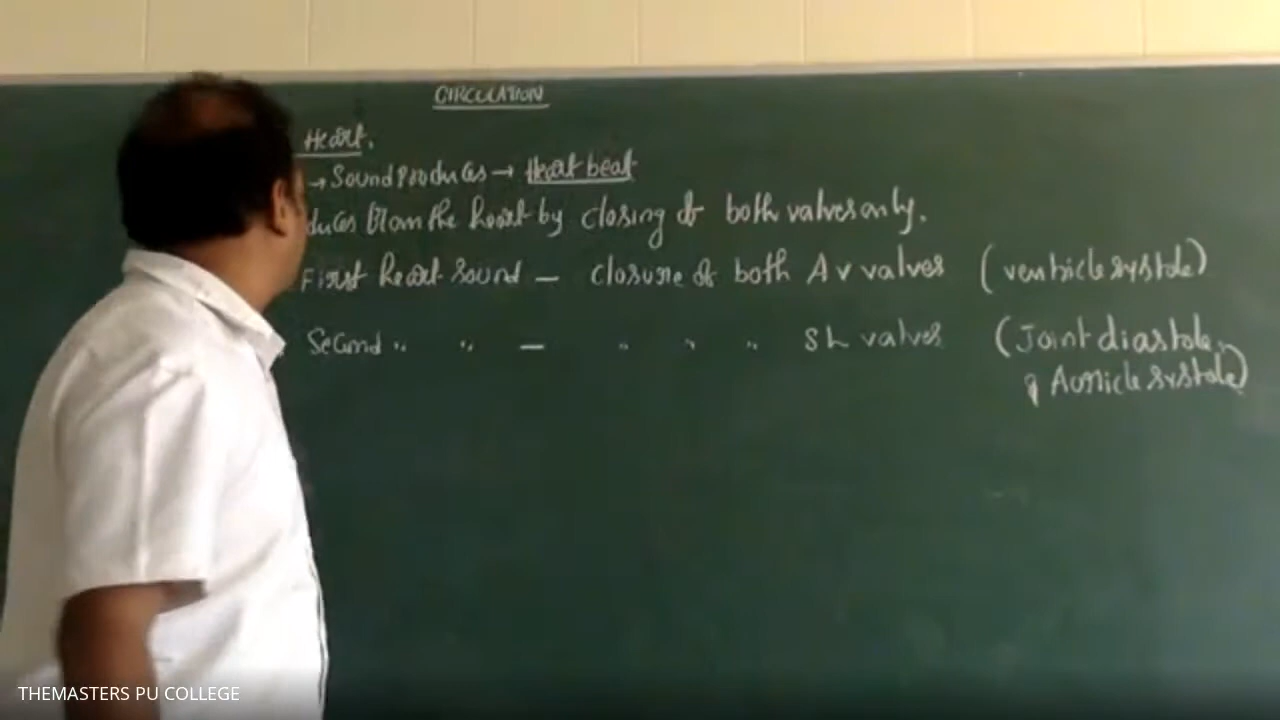 CIRCULATION
Heart.
→ Sound Produces → Heart beat
duces from the heart by closing of both valves only.
First heart sound – closure of both AV valves (ventricle systole)
Second " " – " " " SL valves (Joint diastole
& Auricle systole)
THEMASTERS PU COLLEGE